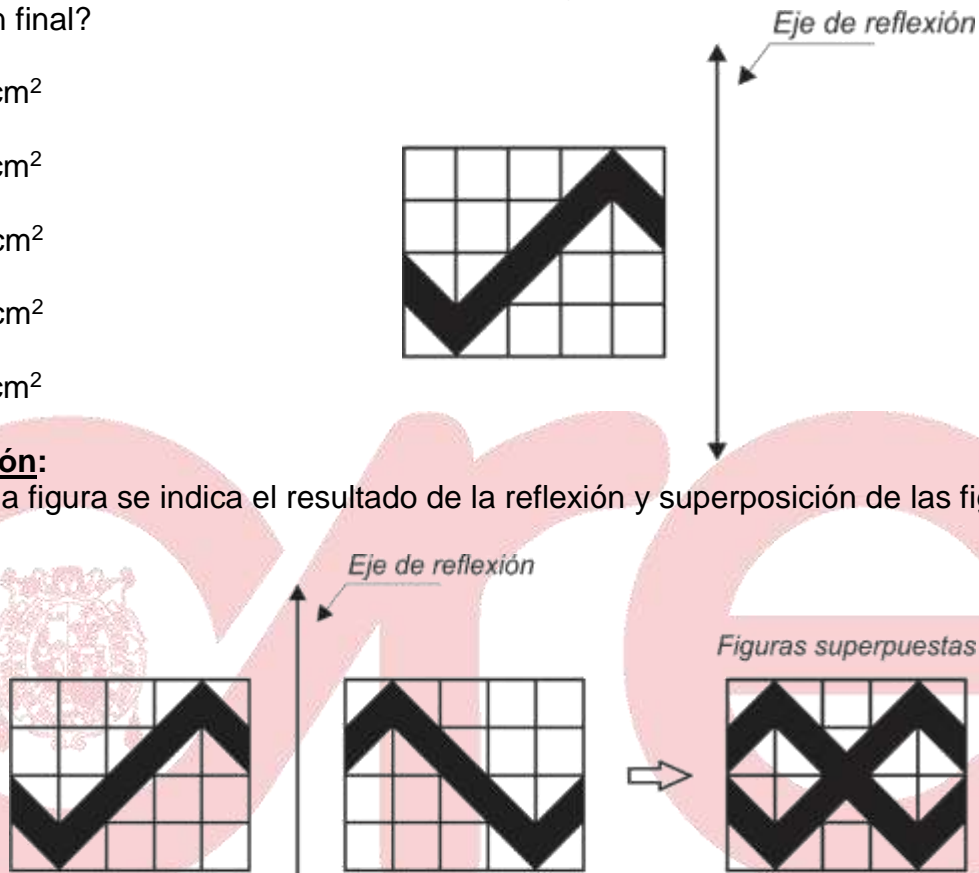 n final?
Eje de reflexión
cm²
cm²
cm²
cm²
cm²
ón:
a figura se indica el resultado de la reflexión y superposición de las fi
Eje de reflexión
Figuras superpuestas